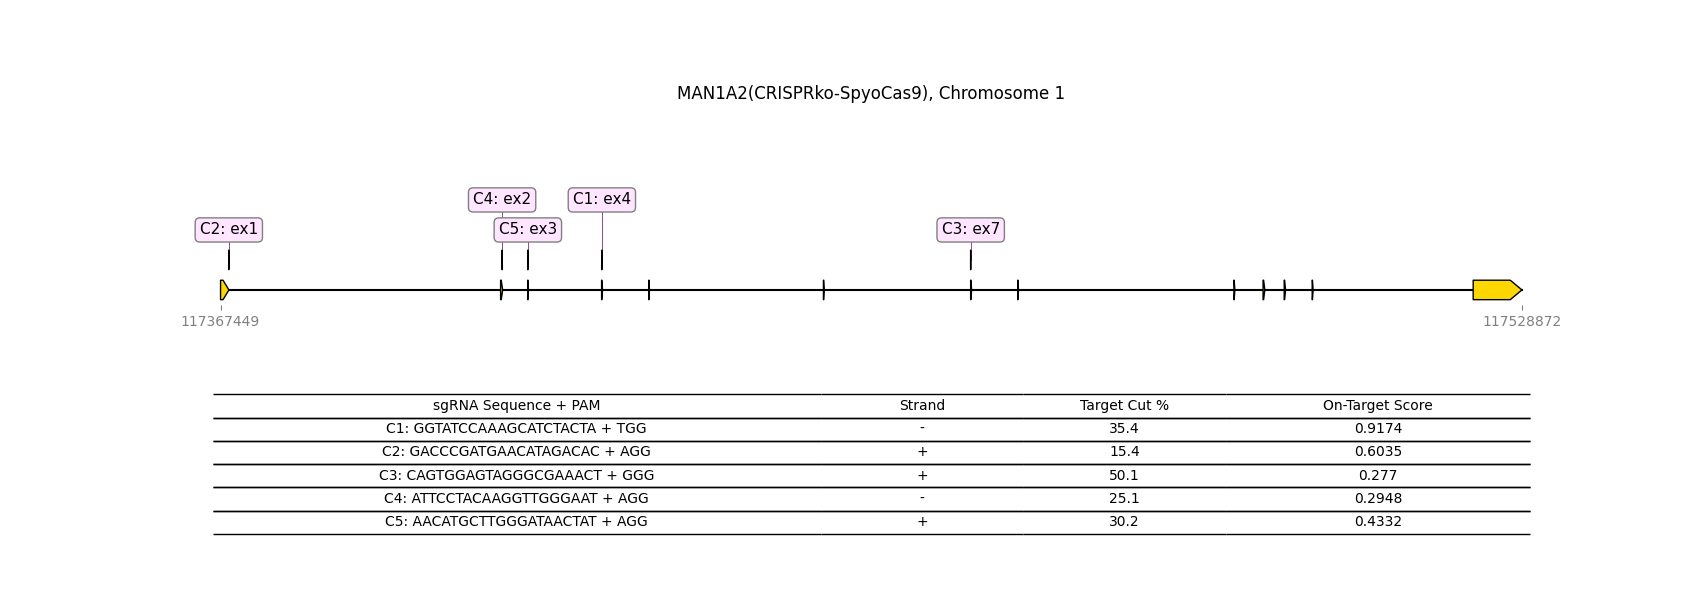 MAN1A2(CRISPRko-SpyoCas9), Chromosome 1
C4: ex2 C1: ex4
C2: ex1 C5: ex3 C3: ex7
117367449 117528872
sgRNA Sequence + PAM Strand Target Cut % On-Target Score
C1: GGTATCCAAAGCATCTACTA + TGG - 35.4 0.9174
C2: GACCCGATGAACATAGACAC + AGG + 15.4 0.6035
C3: CAGTGGAGTAGGGCGAAACT + GGG + 50.1 0.277
C4: ATTCCTACAAGGTTGGGAAT + AGG - 25.1 0.2948
C5: AACATGCTTGGGATAACTAT + AGG + 30.2 0.4332